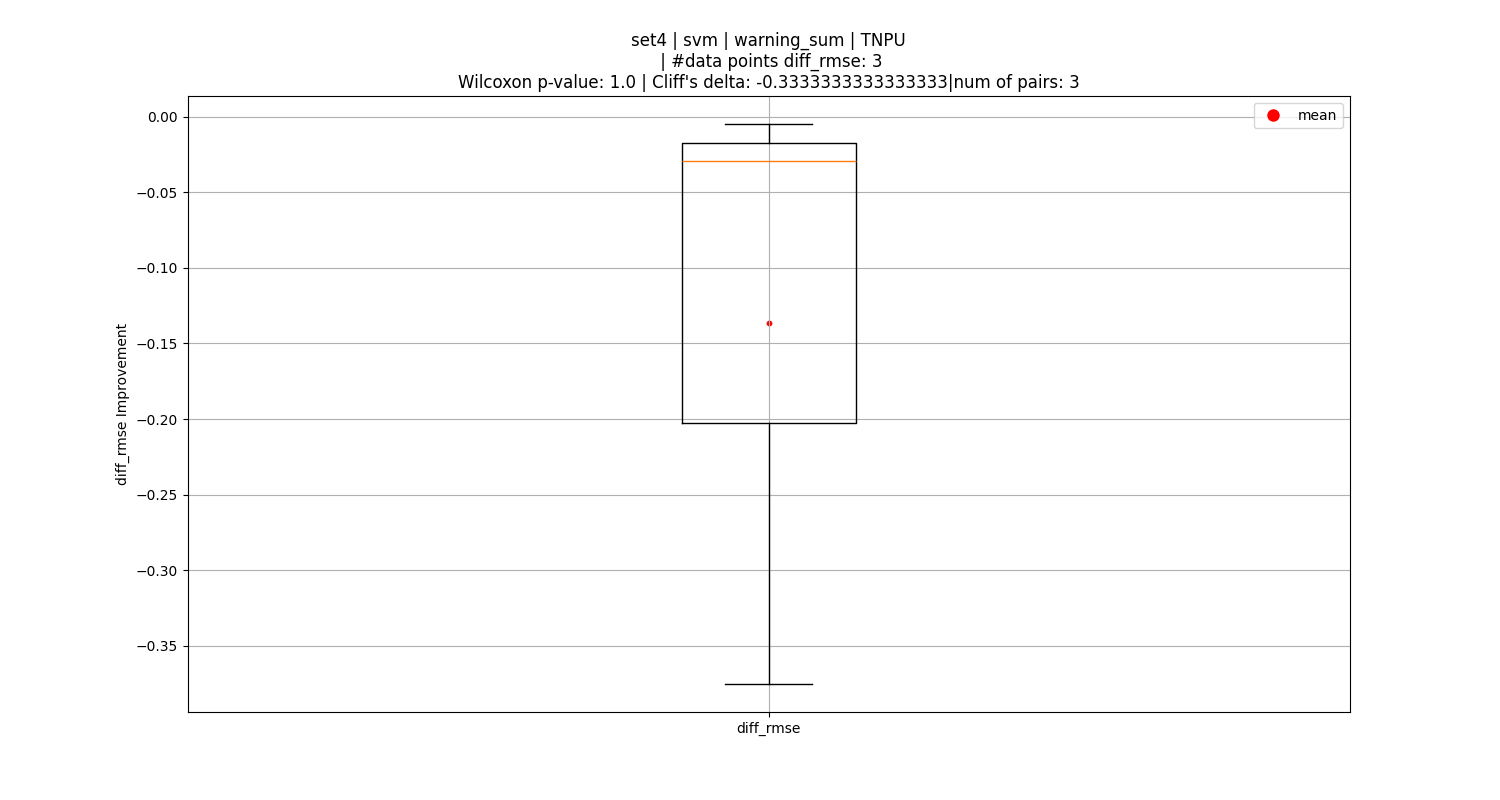 set4 | svm | warning_sum | TNPU
| #data points diff_rmse: 3
Wilcoxon p-value: 1.0 | Cliff's delta: -0.3333333333333333|num of pairs: 3
mean
0.00
−0.05
−0.10
−0.15
−0.20
−0.25
−0.30
−0.35
diff_rmse Improvement
diff_rmse